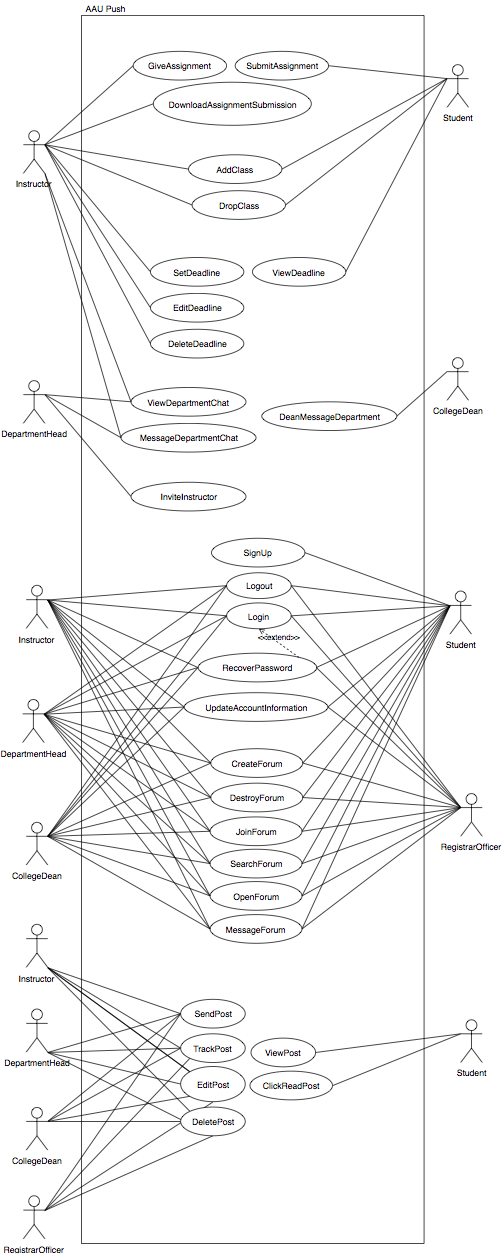 AAU Push
GiveAssignment
SubmitAssignment
DownloadAssignmentSubmission
Student
AddClass
Instructor
DropClass
SetDeadline
ViewDeadline
EditDeadline
DeleteDeadline
ViewDepartmentChat
DeanMessageDepartment
CollegeDean
DepartmentHead
MessageDepartmentChat
InviteInstructor
SignUp
Logout
Login
Instructor
<<extend>>
Student
RecoverPassword
UpdateAccountInformation
DepartmentHead
CreateForum
DestroyForum
JoinForum
RegistrarOfficer
SearchForum
CollegeDean
OpenForum
MessageForum
Instructor
SendPost
TrackPost
ViewPost
DepartmentHead
Student
EditPost
ClickReadPost
DeletePost
CollegeDean
RegistrarOfficer